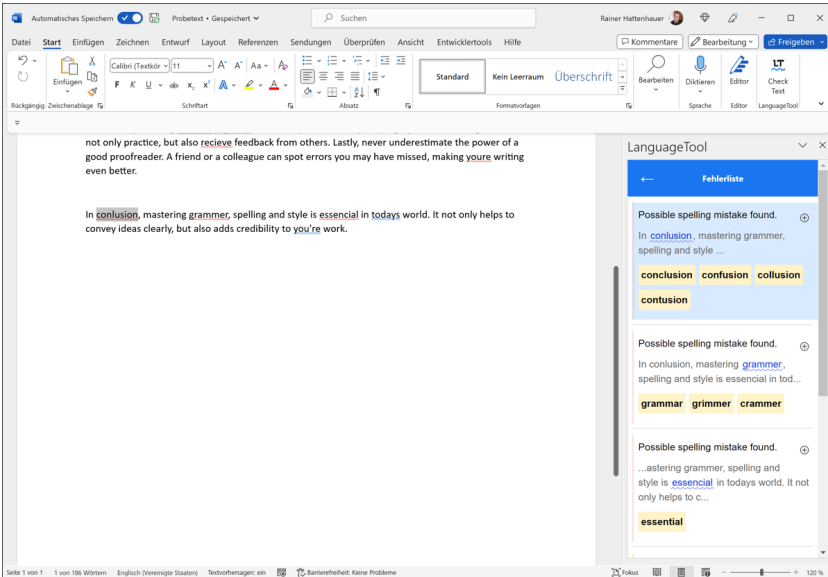 Automatisches Speichern Probetext • Gespeichert Suchen Rainer Hattenhauer
Datei Start Einfügen Zeichnen Entwurf Layout Referenzen Sendungen Überprüfen Ansicht Entwicklertools Hilfe Kommentare Bearbeitung Freigeben
Calibri (Textkör 11 A A Aa A
Einfügen F K U ab x₂ x² A A
Standard Kein Leerraum Überschrift
Bearbeiten Diktieren Editor Check Text
Rückgängig Zwischenablage Schriftart Absatz Formatvorlagen Sprache Editor LanguageTool
not only practice, but also recieve feedback from others. Lastly, never underestimate the power of a
good proofreader. A friend or a colleague can spot errors you may have missed, making youre writing
even better.
In conlusion, mastering grammer, spelling and style is essencial in todays world. It not only helps to
convey ideas clearly, but also adds credibility to you're work.
LanguageTool
Fehlerliste
Possible spelling mistake found.
In conlusion, mastering grammer,
spelling and style ...
conclusion confusion collusion
contusion
Possible spelling mistake found.
In conlusion, mastering grammer,
spelling and style is essencial in tod...
grammar grimmer crammer
Possible spelling mistake found.
...astering grammer, spelling and
style is essencial in todays world. It not
only helps to c...
essential
Seite 1 von 1 1 von 186 Wörtern Englisch (Vereinigte Staaten) Textvorhersagen: ein Barrierefreiheit: Keine Probleme Fokus 120 %